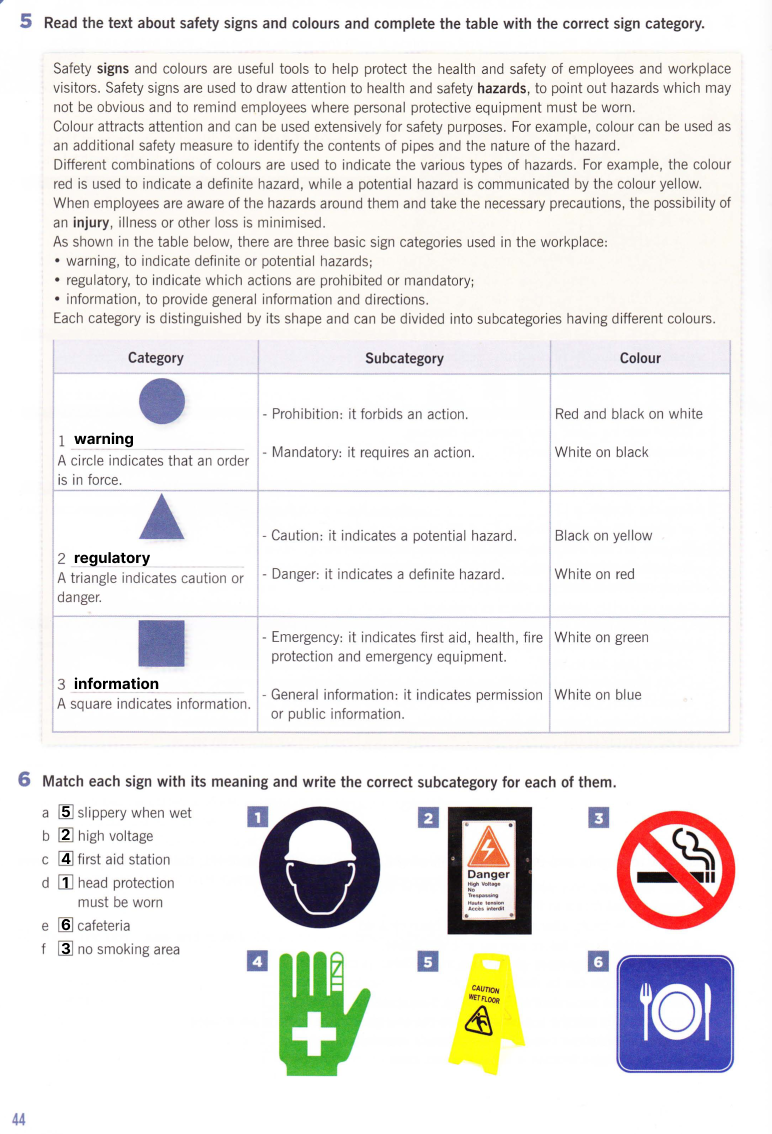 5 Read the text about safety signs and colours and complete the table with the correct sign category.
Safety signs and colours are useful tools to help protect the health and safety of employees and workplace
visitors. Safety signs are used to draw attention to health and safety hazards, to point out hazards which may
not be obvious and to remind employees where personal protective equipment must be worn.
Colour attracts attention and can be used extensively for safety purposes. For example, colour can be used as
an additional safety measure to identify the contents of pipes and the nature of the hazard.
Different combinations of colours are used to indicate the various types of hazards. For example, the colour
red is used to indicate a definite hazard, while a potential hazard is communicated by the colour yellow.
When employees are aware of the hazards around them and take the necessary precautions, the possibility of
an injury, illness or other loss is minimised.
As shown in the table below, there are three basic sign categories used in the workplace:
• warning, to indicate definite or potential hazards;
• regulatory, to indicate which actions are prohibited or mandatory;
• information, to provide general information and directions.
Each category is distinguished by its shape and can be divided into subcategories having different colours.
Category Subcategory Colour
1 warning
A circle indicates that an order
is in force.
- Prohibition: it forbids an action.
- Mandatory: it requires an action.
Red and black on white
White on black
2 regulatory
A triangle indicates caution or
danger.
- Caution: it indicates a potential hazard.
- Danger: it indicates a definite hazard.
Black on yellow
White on red
3 information
A square indicates information.
- Emergency: it indicates first aid, health, fire
protection and emergency equipment.
- General information: it indicates permission
or public information.
White on green
White on blue
6 Match each sign with its meaning and write the correct subcategory for each of them.
a 5 slippery when wet
b 2 high voltage
c 4 first aid station
d 1 head protection
must be worn
e 6 cafeteria
f 3 no smoking area
1
2
Danger
High Voltage
No
Trespassing
Haute tension
Accès interdit
3
4
5
CAUTION
WET FLOOR
6
44